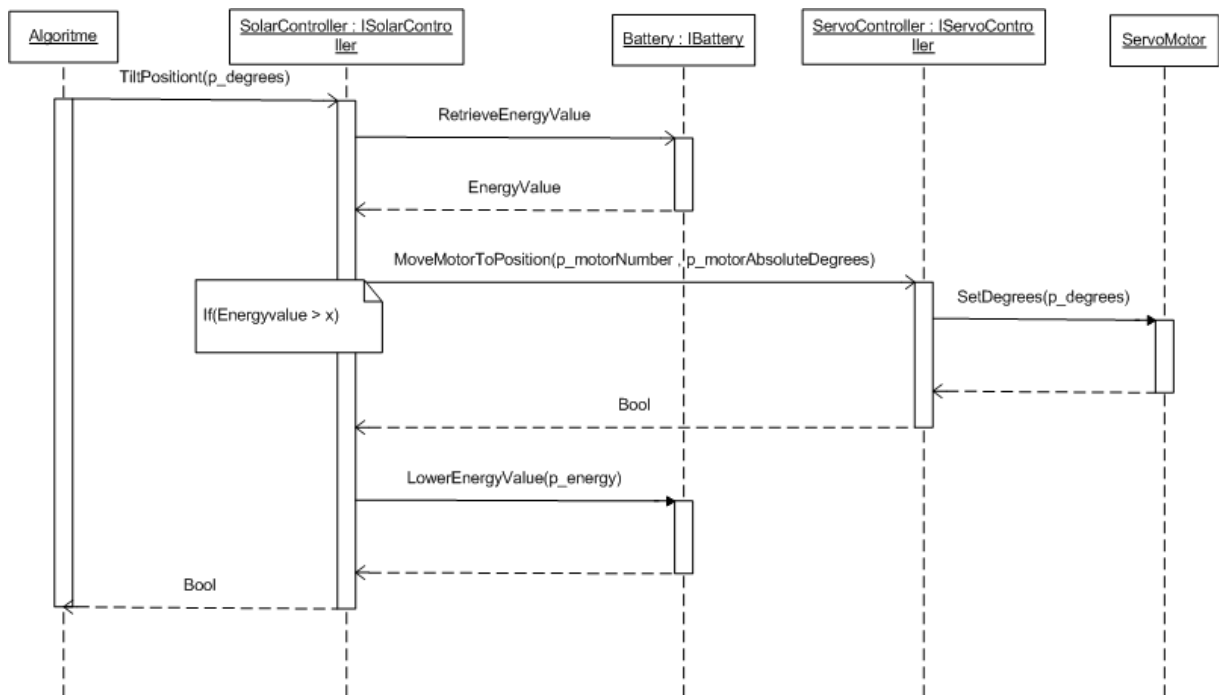 Algoritme
SolarController : ISolarContro
ller
Battery : IBattery
ServoController : IServoContro
ller
ServoMotor
TiltPositiont(p_degrees)
RetrieveEnergyValue
EnergyValue
MoveMotorToPosition(p_motorNumber , p_motorAbsoluteDegrees)
If(Energyvalue > x)
SetDegrees(p_degrees)
Bool
LowerEnergyValue(p_energy)
Bool